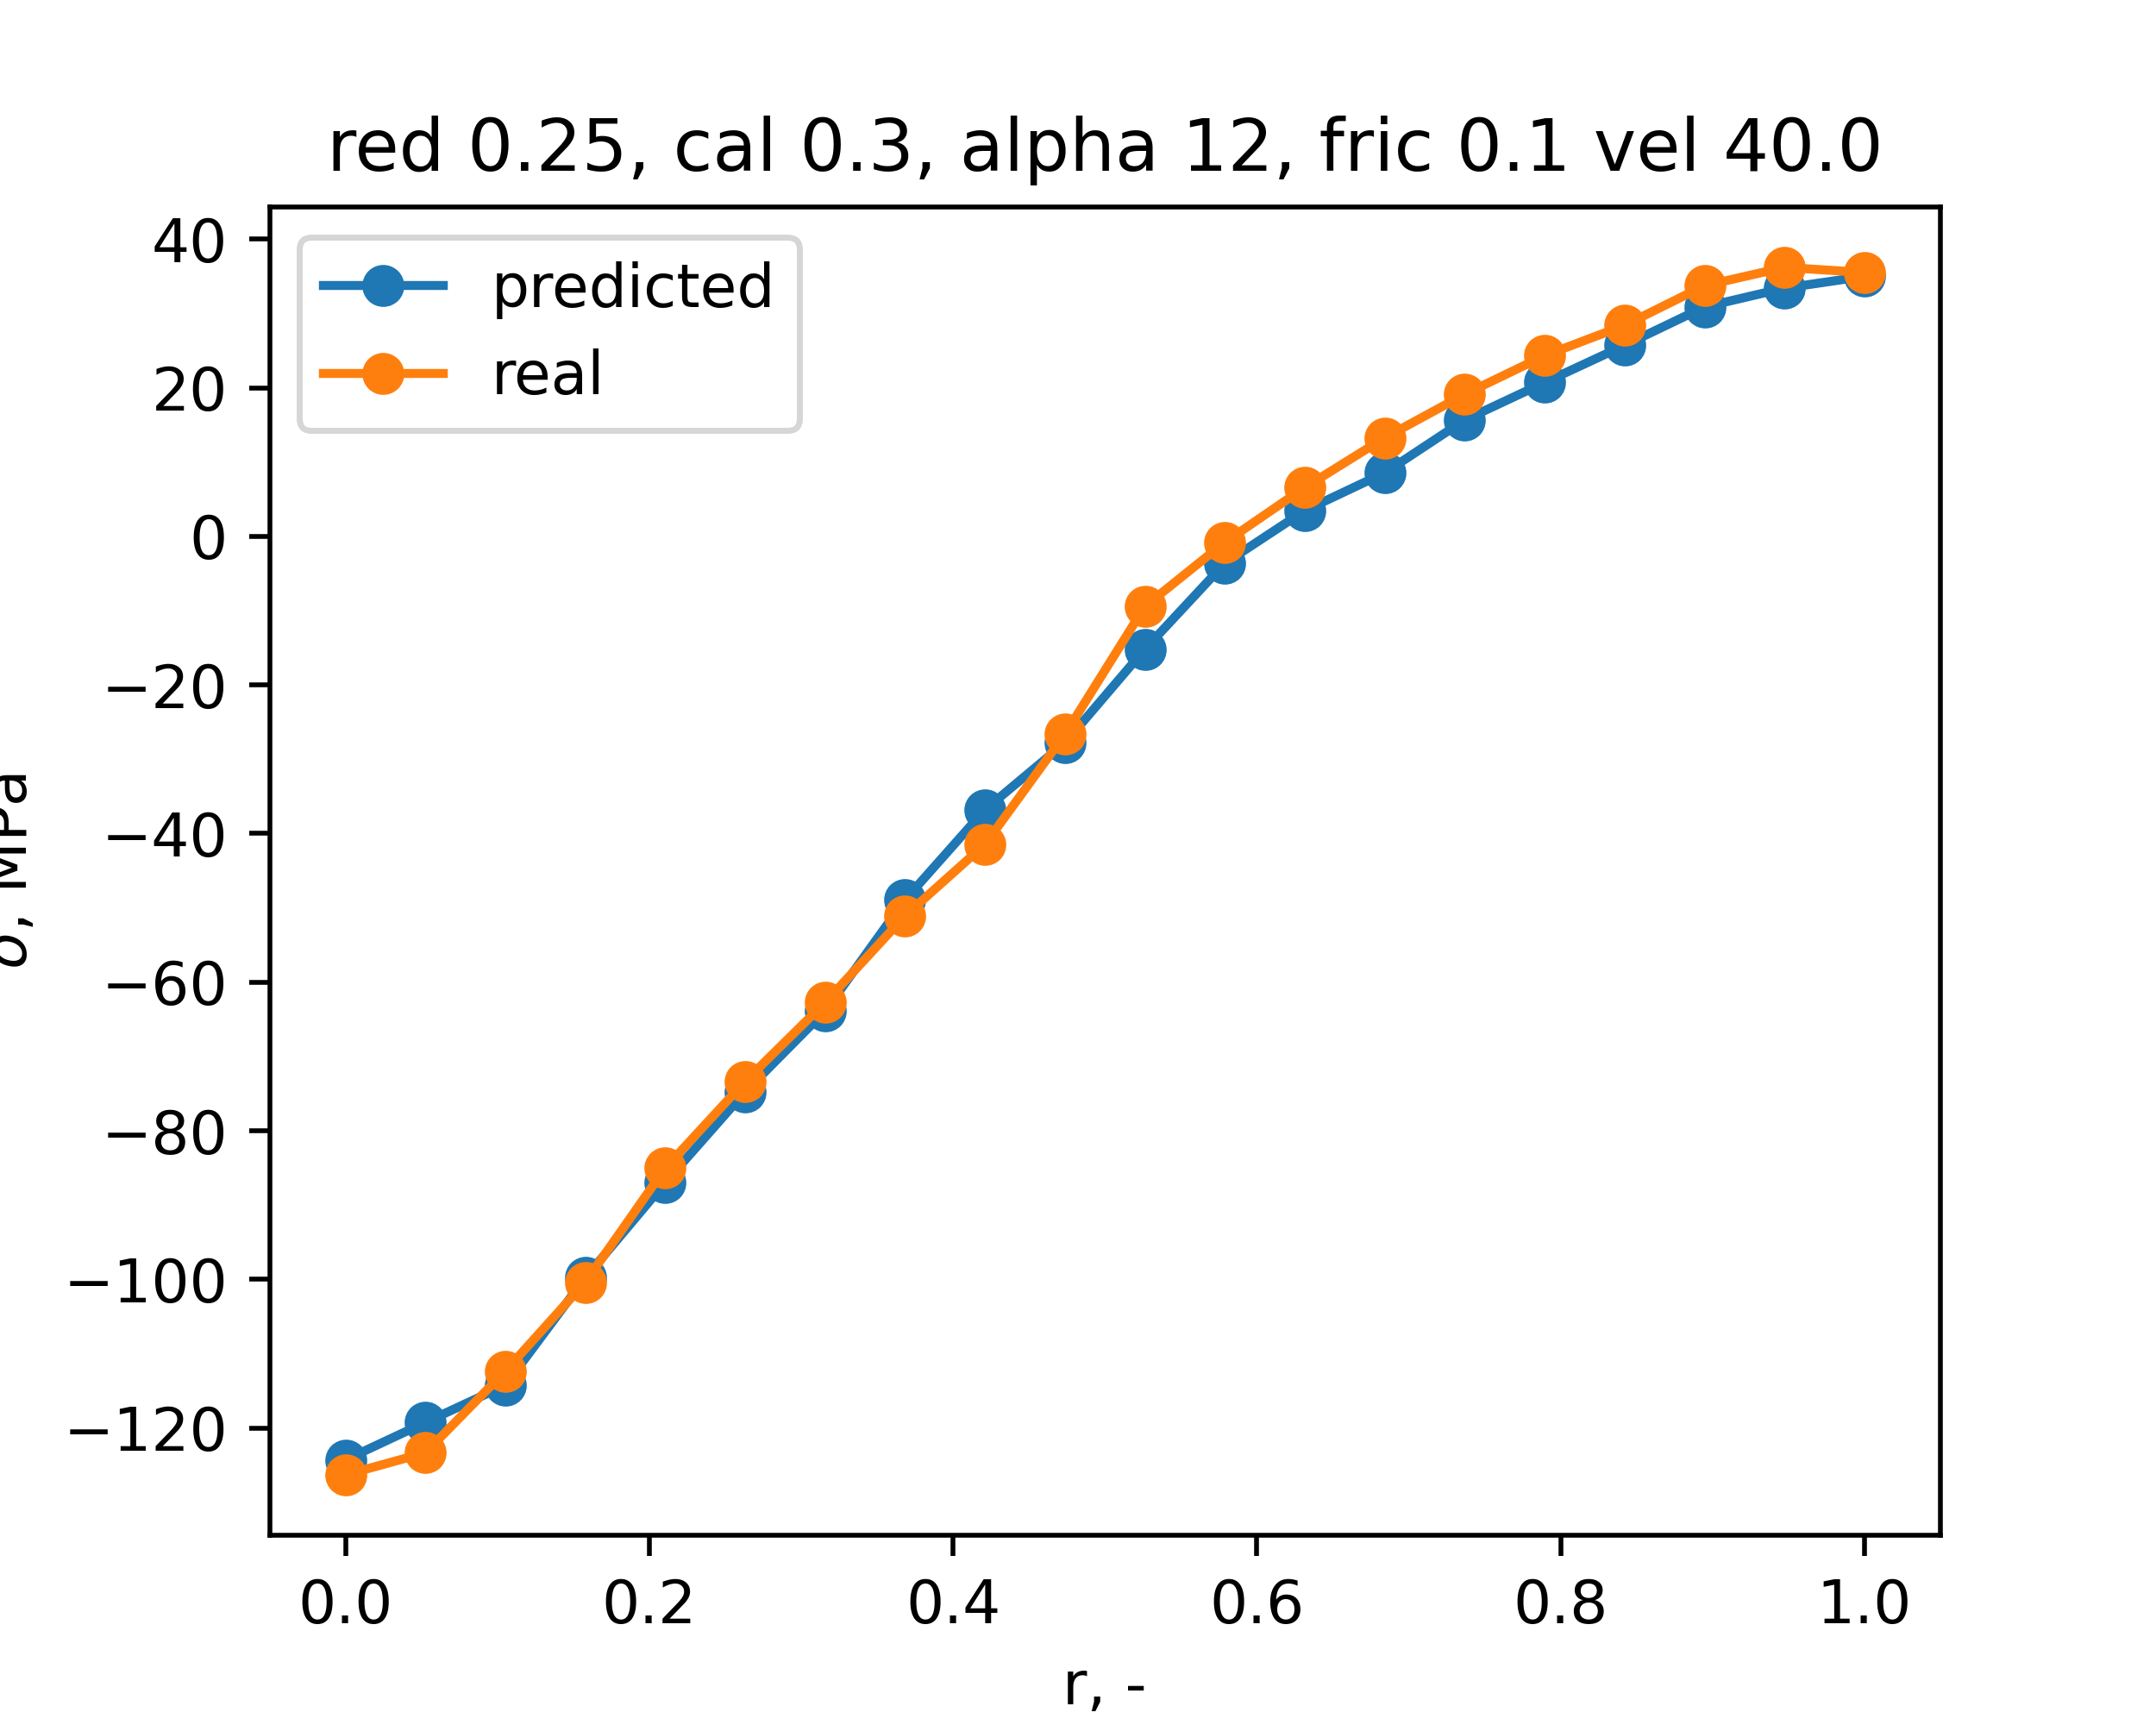 red 0.25, cal 0.3, alpha 12, fric 0.1 vel 40.0
predicted
real
40
20
0
−20
−40
−60
−80
−100
−120
σ, MPa
0.0 0.2 0.4 0.6 0.8 1.0
r, -